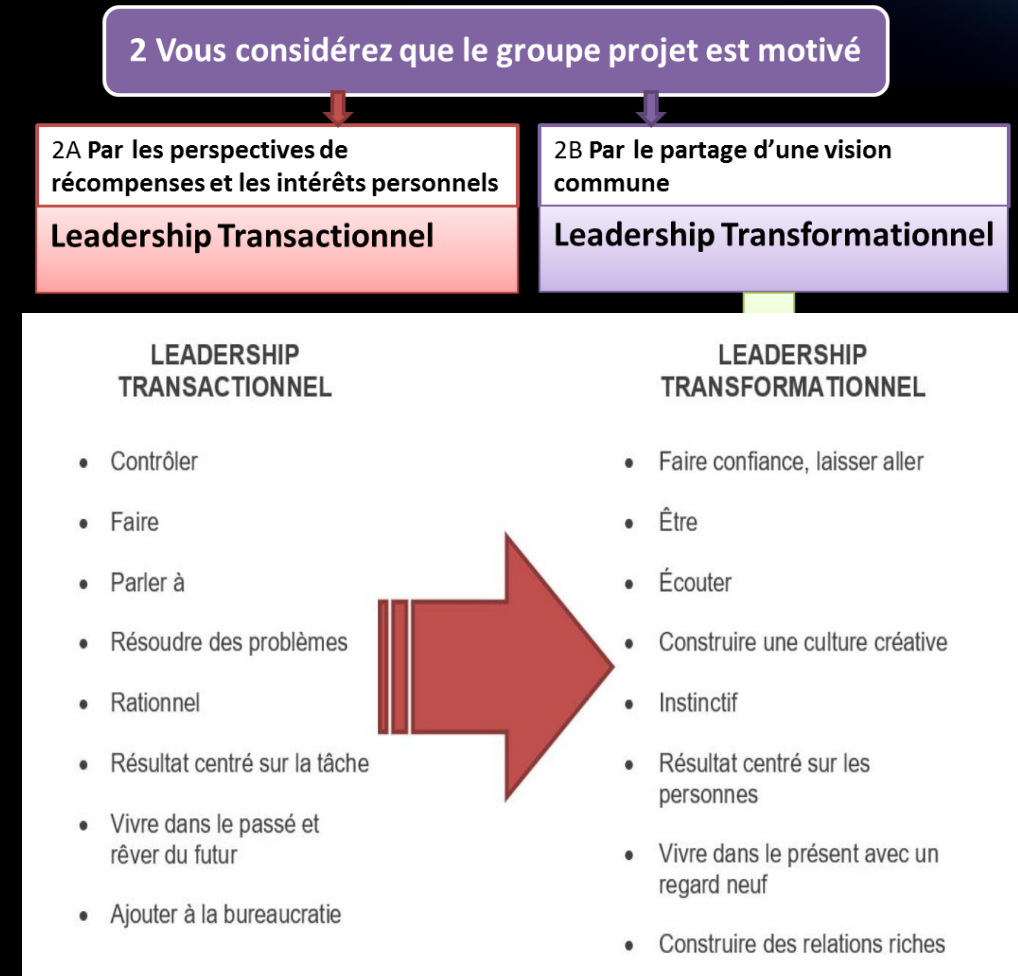 2 Vous considérez que le groupe projet est motivé
2A Par les perspectives de
récompenses et les intérêts personnels
Leadership Transactionnel
2B Par le partage d’une vision
commune
Leadership Transformationnel
LEADERSHIP
TRANSACTIONNEL
• Contrôler
• Faire
• Parler à
• Résoudre des problèmes
• Rationnel
• Résultat centré sur la tâche
• Vivre dans le passé et
rêver du futur
• Ajouter à la bureaucratie
LEADERSHIP
TRANSFORMATIONNEL
• Faire confiance, laisser aller
• Être
• Écouter
• Construire une culture créative
• Instinctif
• Résultat centré sur les
personnes
• Vivre dans le présent avec un
regard neuf
• Construire des relations riches